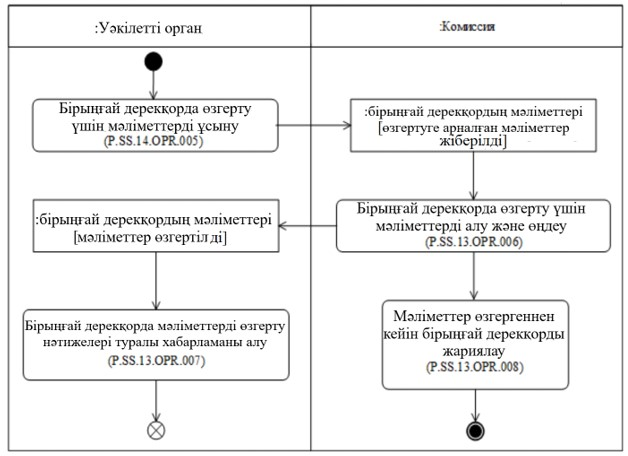 :Уәкілетті орган
:Комиссия
Бірыңғай дерекқорда өзгерту
үшін мәліметтерді ұсыну
(P.SS.14.OPR.005)
:бірыңғай дерекқордың мәліметтері
[өзгертуге арналған мәліметтер
жіберілді]
:бірыңғай дерекқордың мәліметтері
[мәліметтер өзгертілді]
Бірыңғай дерекқорда өзгерту үшін
мәліметтерді алу және өңдеу
(P.SS.13.OPR.006)
Бірыңғай дерекқорда мәліметтерді өзгерту
нәтижелері туралы хабарламаны алу
(P.SS.13.OPR.007)
Мәліметтер өзгергеннен
кейін бірыңғай дерекқорды
жариялау
(P.SS.13.OPR.008)